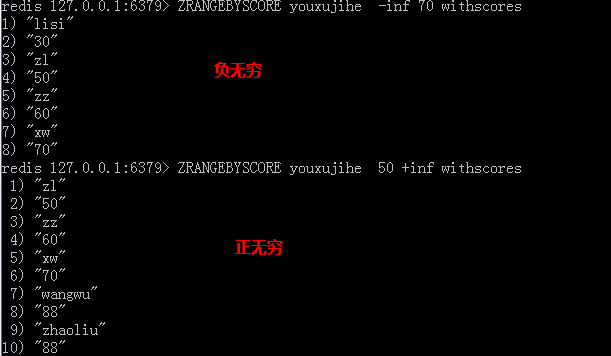 redis 127.0.0.1:6379> ZRANGEBYSCORE youxujihe  -inf 70 withscores
1) "lisi"
2) "30"
3) "zl"
负无穷
4) "50"
5) "zz"
6) "60"
7) "xw"
8) "70"
redis 127.0.0.1:6379> ZRANGEBYSCORE youxujihe  50 +inf withscores
 1) "zl"
 2) "50"
 3) "zz"
 4) "60"
正无穷
 5) "xw"
 6) "70"
 7) "wangwu"
 8) "88"
 9) "zhaoliu"
10) "88"